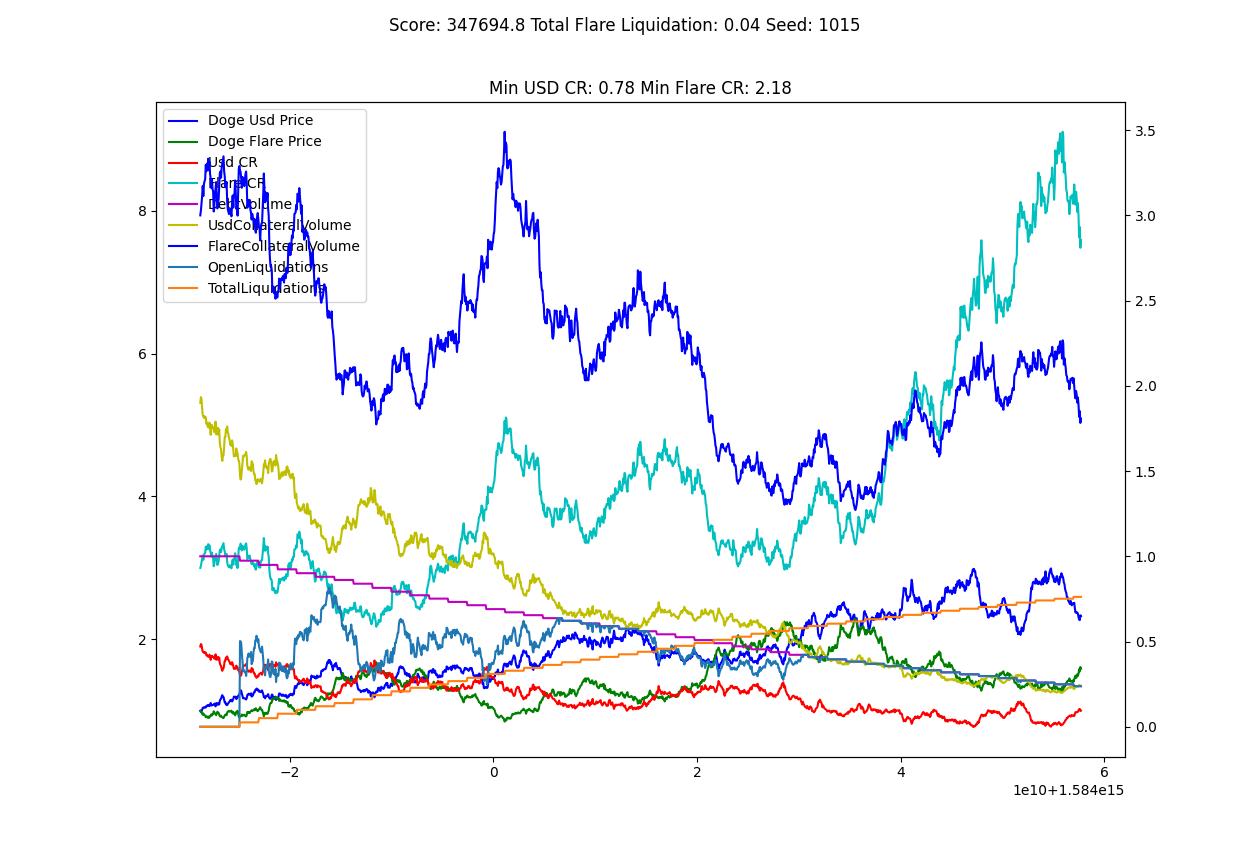 Score: 347694.8 Total Flare Liquidation: 0.04 Seed: 1015
Min USD CR: 0.78 Min Flare CR: 2.18
Doge Usd Price
Doge Flare Price
Usd CR
Flare CR
DebtVolume
UsdCollateralVolume
FlareCollateralVolume
OpenLiquidations
TotalLiquidations
8
6
4
2
3.5
3.0
2.5
2.0
1.5
1.0
0.5
0.0
−2
0
2
4
6
1e10+1.584e15